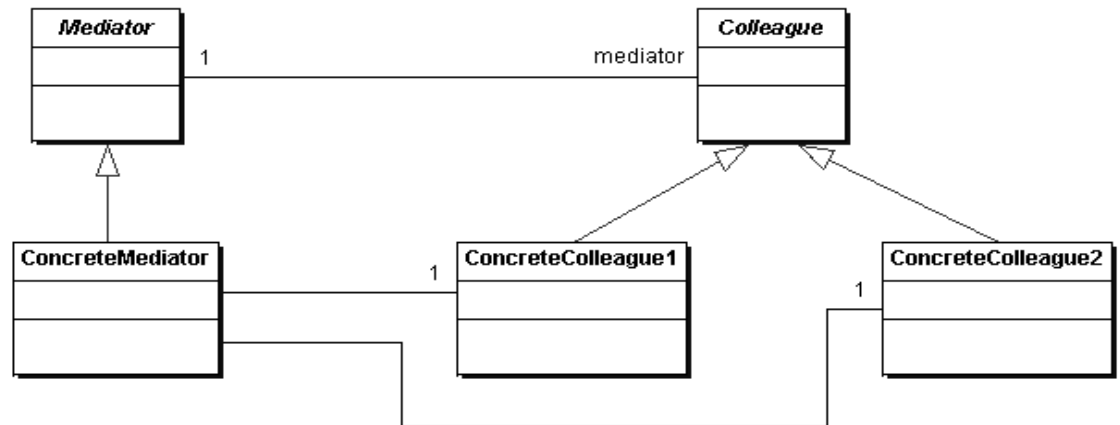 Mediator
Colleague
1
mediator
ConcreteMediator
ConcreteColleague1
ConcreteColleague2
1
1